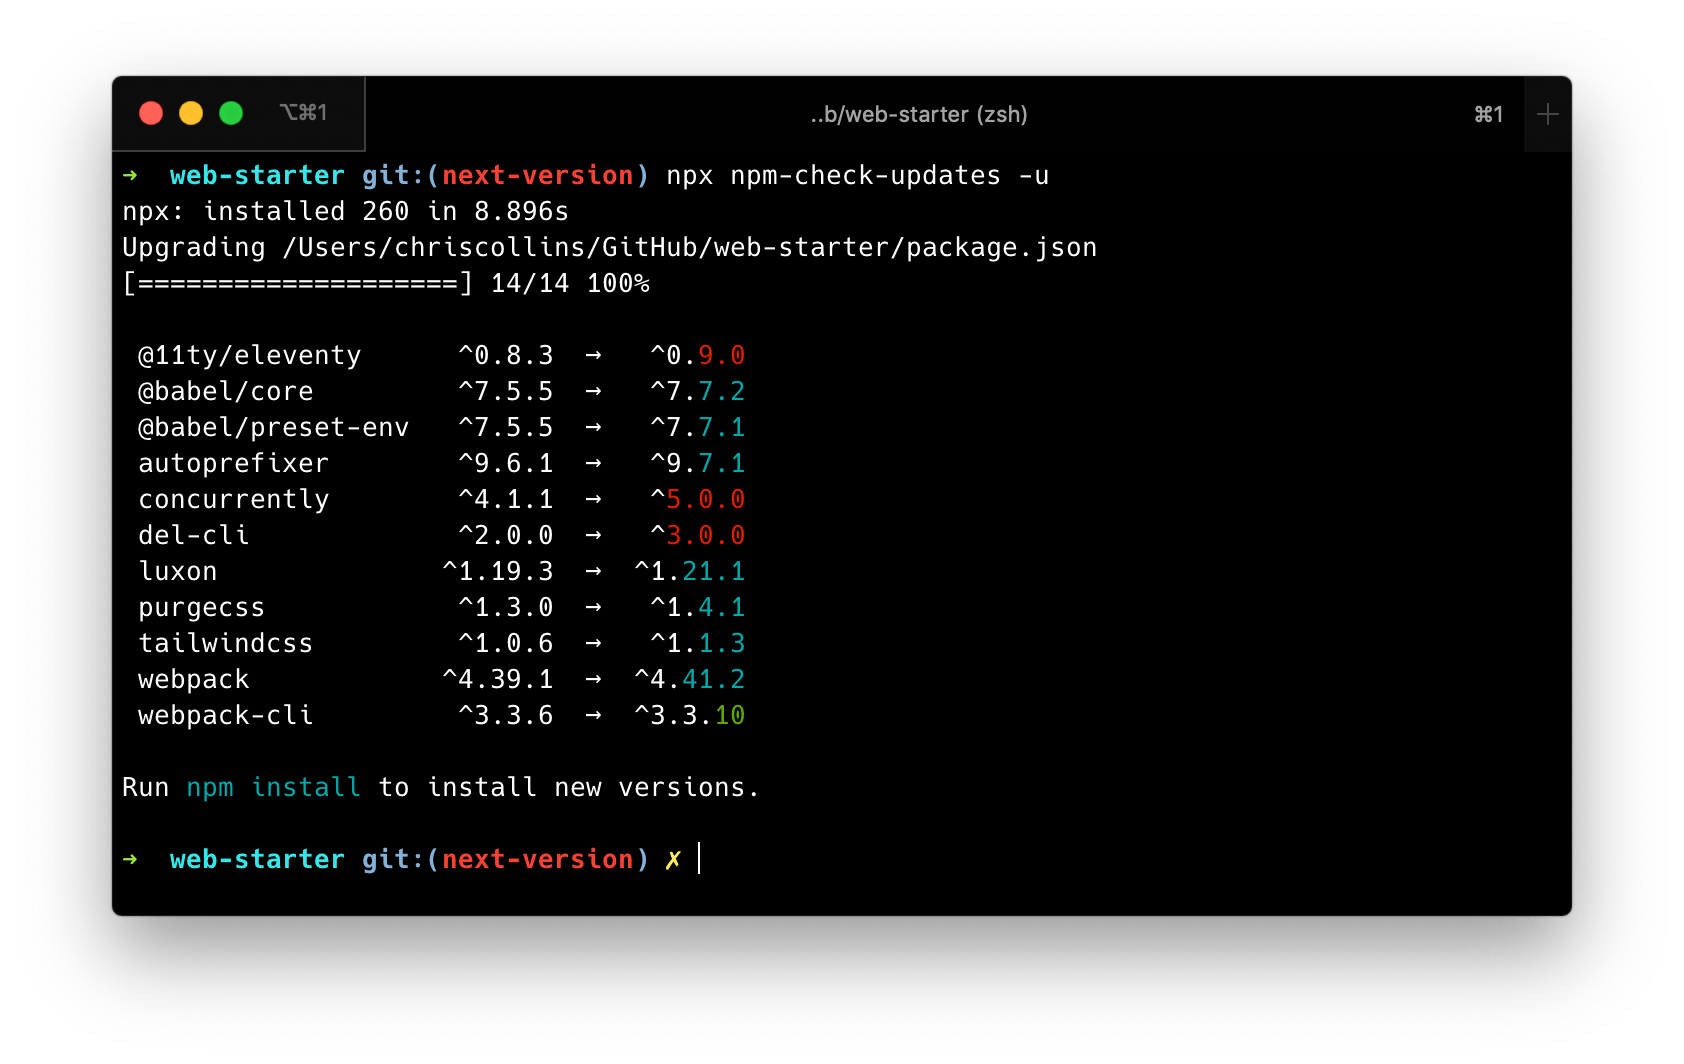 ⌥⌘1 ..b/web-starter (zsh) ⌘1 +
➜ web-starter git:(next-version) npx npm-check-updates -u
npx: installed 260 in 8.896s
Upgrading /Users/chriscollins/GitHub/web-starter/package.json
[====================] 14/14 100%
@11ty/eleventy ^0.8.3 → ^0.9.0
@babel/core ^7.5.5 → ^7.7.2
@babel/preset-env ^7.5.5 → ^7.7.1
autoprefixer ^9.6.1 → ^9.7.1
concurrently ^4.1.1 → ^5.0.0
del-cli ^2.0.0 → ^3.0.0
luxon ^1.19.3 → ^1.21.1
purgecss ^1.3.0 → ^1.4.1
tailwindcss ^1.0.6 → ^1.1.3
webpack ^4.39.1 → ^4.41.2
webpack-cli ^3.3.6 → ^3.3.10
Run npm install to install new versions.
➜ web-starter git:(next-version) ✗